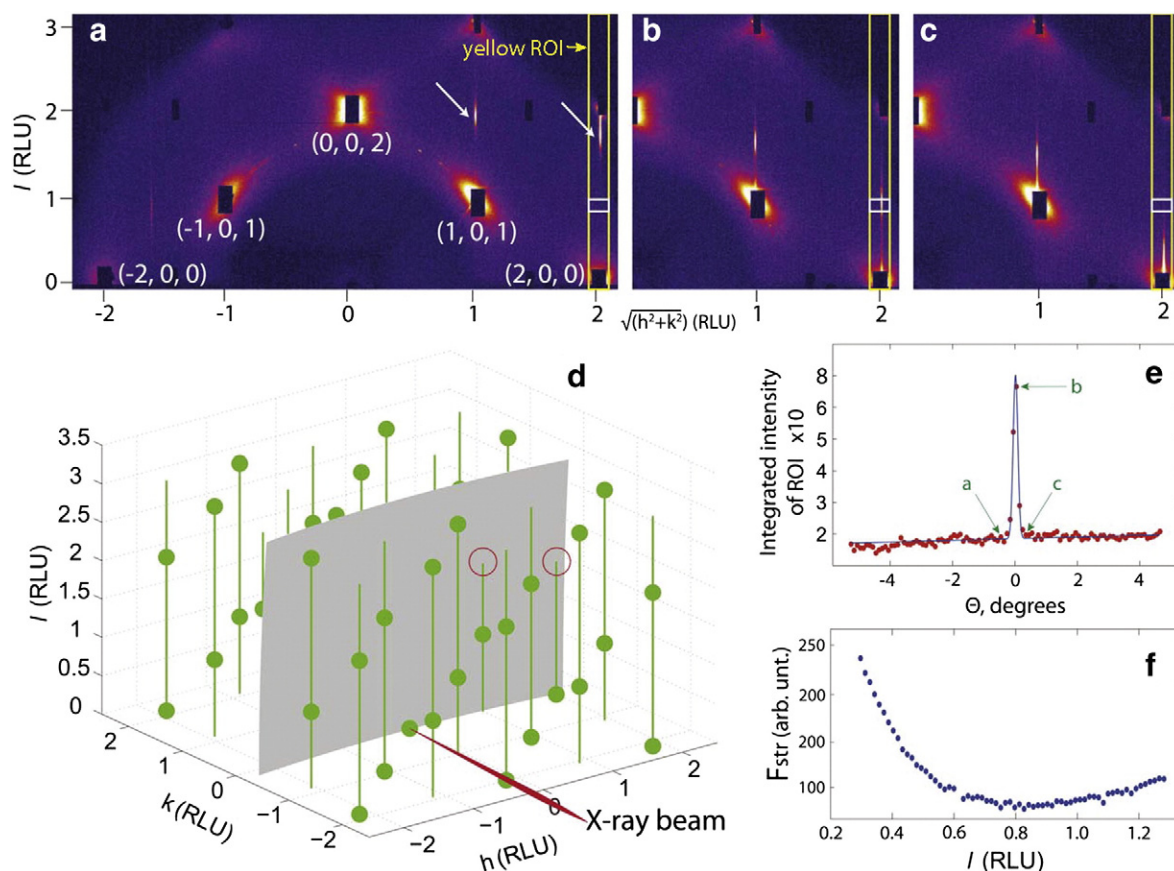 a
b
c
yellow ROI
3
2
1
0
l (RLU)
(0, 0, 2)
(-1, 0, 1)
(1, 0, 1)
(-2, 0, 0)
(2, 0, 0)
-2
-1
0
1
2
√(h²+k²) (RLU)
1
2
1
2
d
3.5
3
2.5
2
1.5
1
0.5
0
l (RLU)
2
1
0
-1
-2
k (RLU)
-2
-1
0
1
2
h (RLU)
X-ray beam
e
8
6
5
4
3
2
Integrated intensity
of ROI x10
a
b
c
-4
-2
0
2
4
Θ, degrees
f
250
200
200
100
Fstr (arb. unt.)
0.2
0.4
0.6
0.8
1.0
1.2
l (RLU)